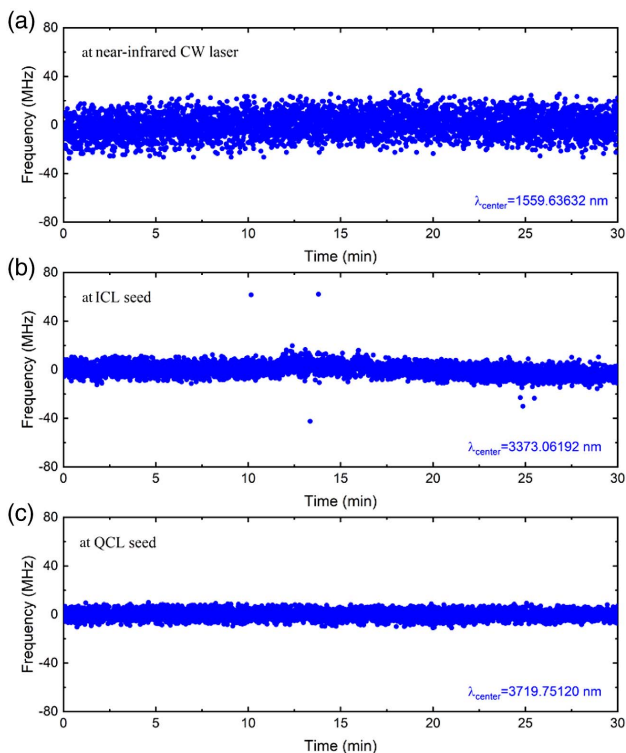 (a)
80
at near-infrared CW laser
40
0
-40
-80
Frequency (MHz)
λcenter=1559.63632 nm
0 5 10 15 20 25 30
Time (min)
(b)
80
at ICL seed
40
0
-40
-80
Frequency (MHz)
λcenter=3373.06192 nm
0 5 10 15 20 25 30
Time (min)
(c)
80
at QCL seed
40
0
-40
-80
Frequency (MHz)
λcenter=3719.75120 nm
0 5 10 15 20 25 30
Time (min)